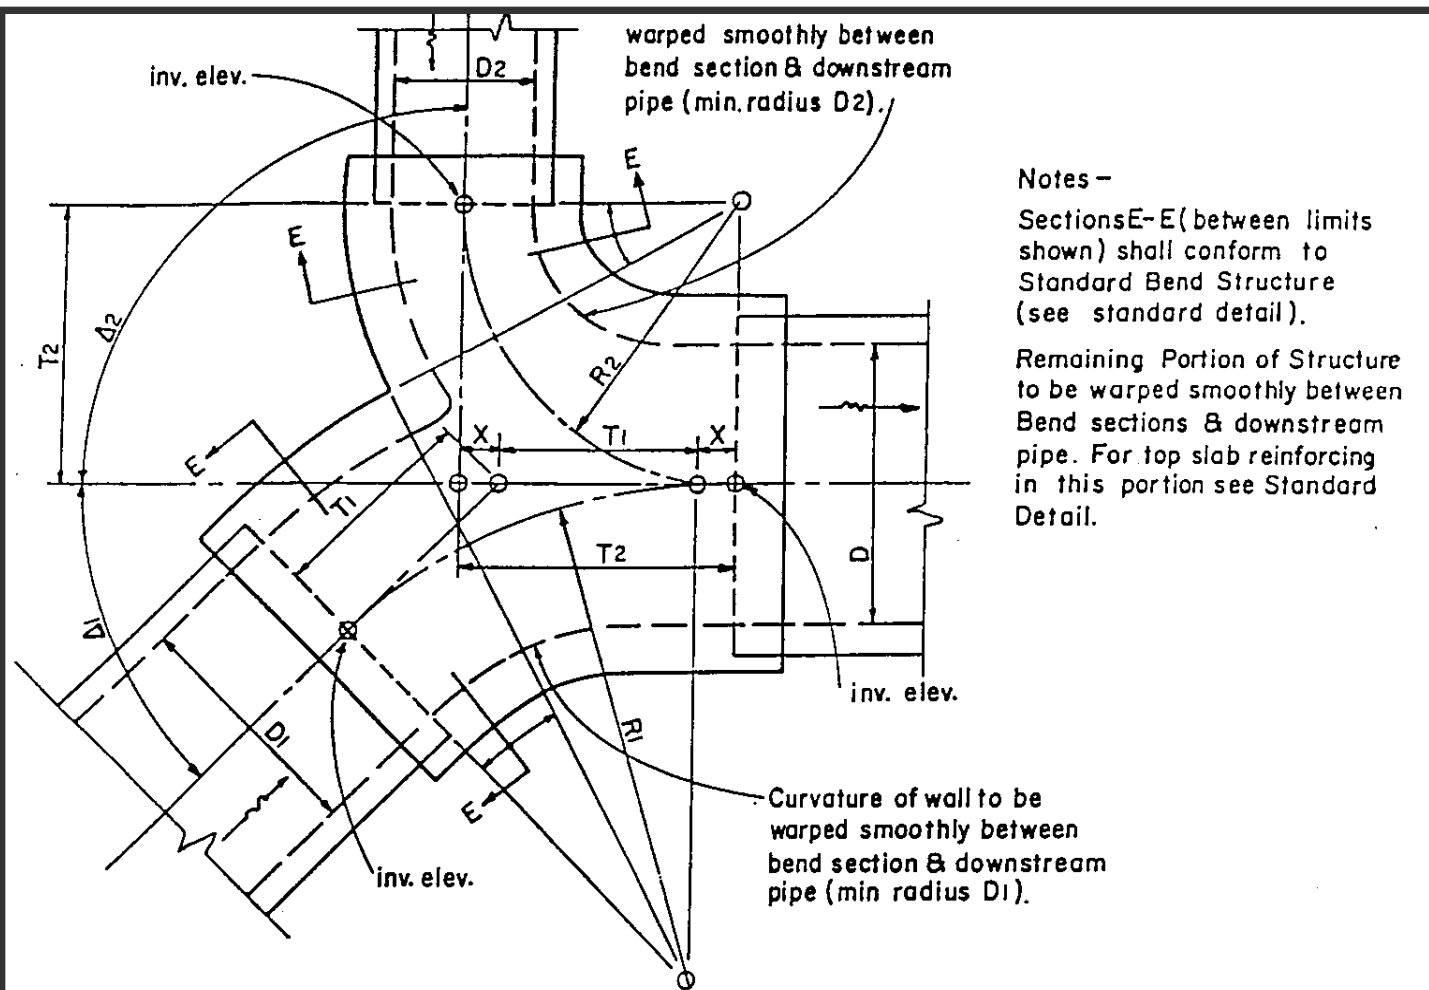 warped smoothly between
bend section & downstream
pipe (min. radius D2).
inv. elev.
D2
E
E
Notes -
Sections E-E (between limits
shown) shall conform to
Standard Bend Structure
(see standard detail).
Remaining Portion of Structure
to be warped smoothly between
Bend sections & downstream
pipe. For top slab reinforcing
in this portion see Standard
Detail.
T2
Δ2
R2
X
T1
X
E
T1
T2
D
Δ1
inv. elev.
D1
R1
E
Curvature of wall to be
warped smoothly between
bend section & downstream
pipe (min radius D1).
inv. elev.